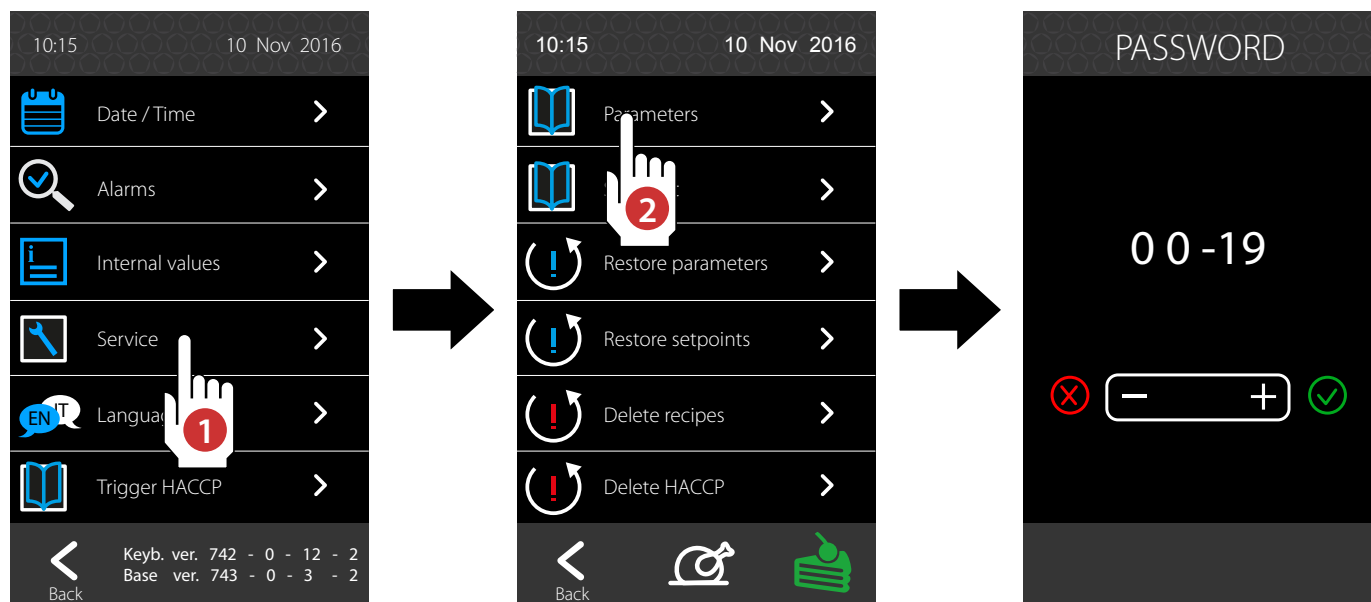 10:15 10 Nov 2016
Date / Time
Alarms
i
Internal values
Service
EN IT
1
Trigger HACCP
Keyb. ver. 742 - 0 - 12 - 2
Base ver. 743 - 0 - 3 - 2
Back
10:15 10 Nov 2016
Parameters
2
Restore parameters
Restore setpoints
Delete recipes
Delete HACCP
Back
PASSWORD
0 0 -19